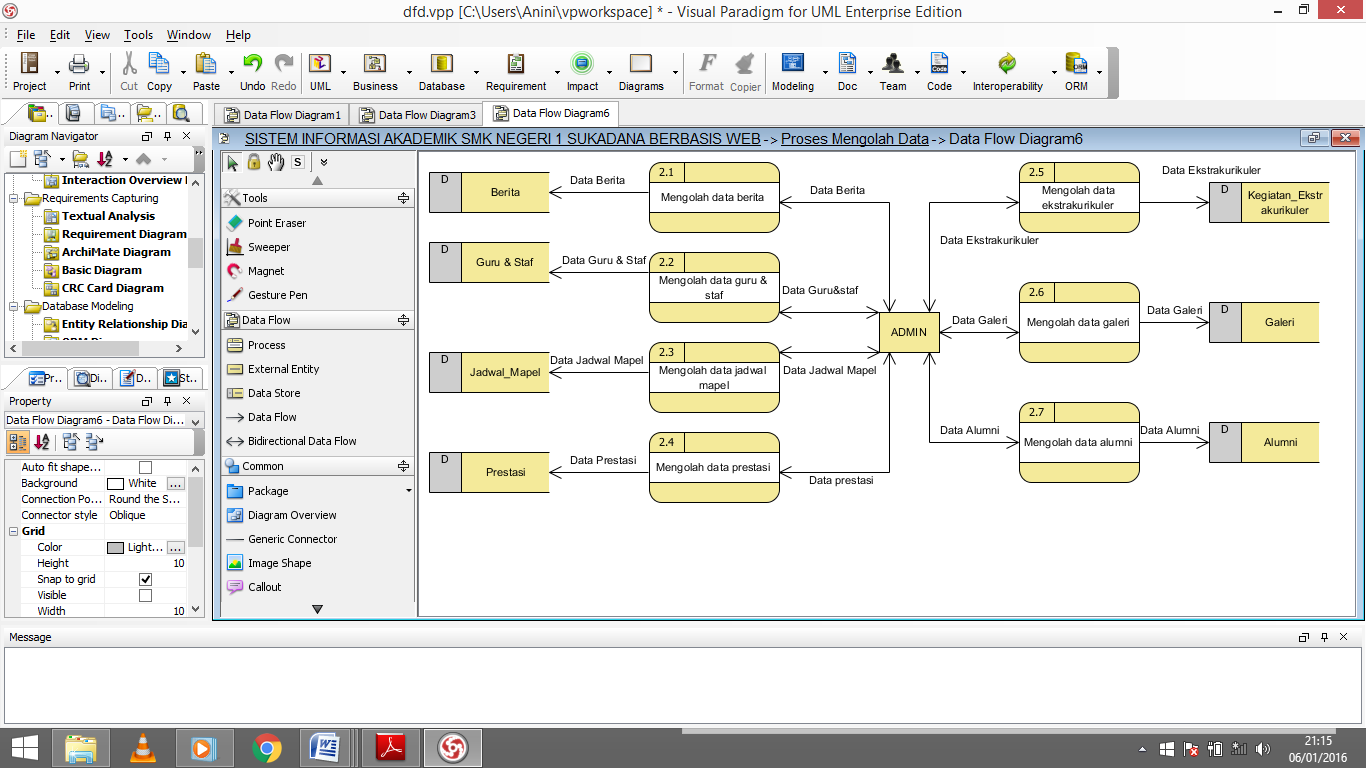 dfd.vpp [C:\Users\Anini\vpworkspace] * - Visual Paradigm for UML Enterprise Edition
File Edit View Tools Window Help
Project Print Cut Copy Paste Undo Redo UML Business Database Requirement Impact Diagrams Format Copier Modeling Doc Team Code Interoperability ORM
Data Flow Diagram1 Data Flow Diagram3 Data Flow Diagram6
Diagram Navigator
Interaction Overview
Requirements Capturing
Textual Analysis
Requirement Diagram
ArchiMate Diagram
Basic Diagram
CRC Card Diagram
Database Modeling
Entity Relationship Dia
Pr.. Di... D.. St..
Property
Data Flow Diagram6 - Data Flow Di...
Auto fit shape...
Background White ...
Connection Po... Round the S...
Connector style Oblique
Grid
Color Light... ...
Height 10
Snap to grid
Visible
Width 10
SISTEM INFORMASI AKADEMIK SMK NEGERI 1 SUKADANA BERBASIS WEB -> Proses Mengolah Data -> Data Flow Diagram6
S
Tools
Point Eraser
Sweeper
Magnet
Gesture Pen
Data Flow
Process
External Entity
Data Store
Data Flow
Bidirectional Data Flow
Common
Package
Diagram Overview
Generic Connector
Image Shape
Callout
D
Berita
Data Berita
2.1
Mengolah data berita
Data Berita
D
Guru & Staf
Data Guru & Staf
2.2
Mengolah data guru &
staf
Data Guru&staf
D
Jadwal_Mapel
Data Jadwal Mapel
2.3
Mengolah data jadwal
mapel
Data Jadwal Mapel
D
Prestasi
Data Prestasi
2.4
Mengolah data prestasi
Data prestasi
ADMIN
2.5
Mengolah data
ekstrakurikuler
Data Ekstrakurikuler
Data Ekstrakurikuler
D
Kegiatan_Ekstr
akurikuler
Data Galeri
2.6
Mengolah data galeri
Data Galeri
D
Galeri
Data Alumni
2.7
Mengolah data alumni
Data Alumni
D
Alumni
Message
21:15
06/01/2016